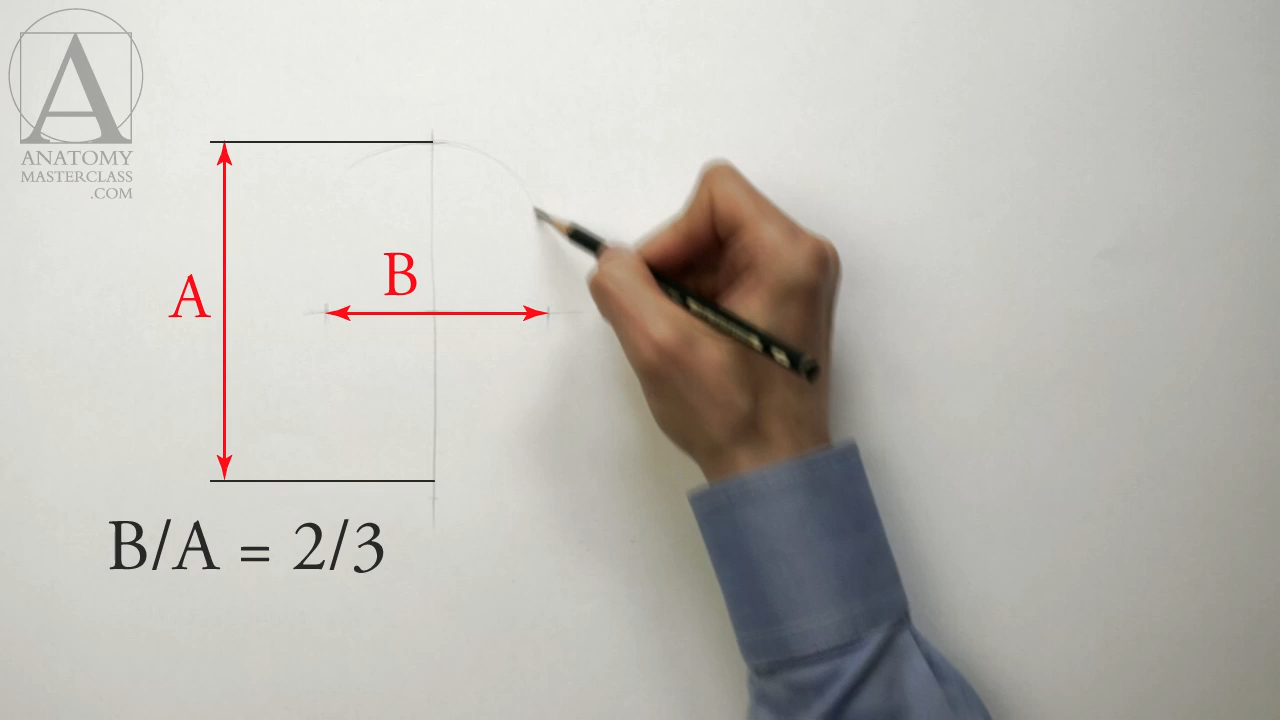 A
ANATOMY
MASTERCLASS
.COM
B
A
B/A = 2/3